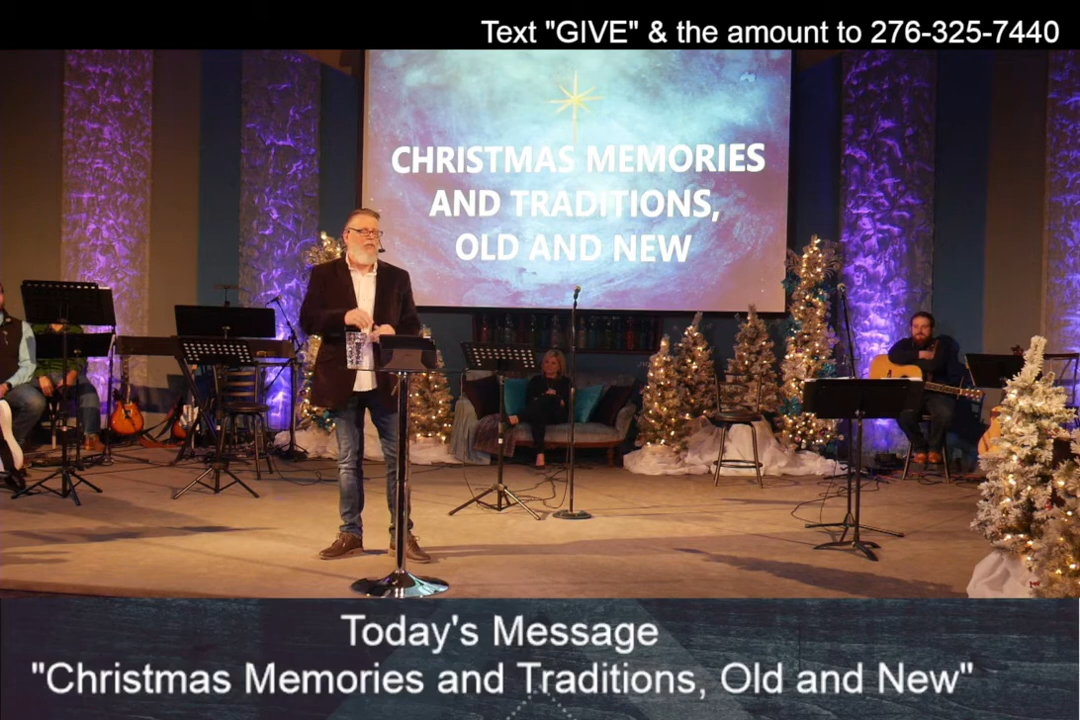 Text "GIVE" & the amount to 276-325-7440
CHRISTMAS MEMORIES
AND TRADITIONS,
OLD AND NEW
Today's Message
"Christmas Memories and Traditions, Old and New"